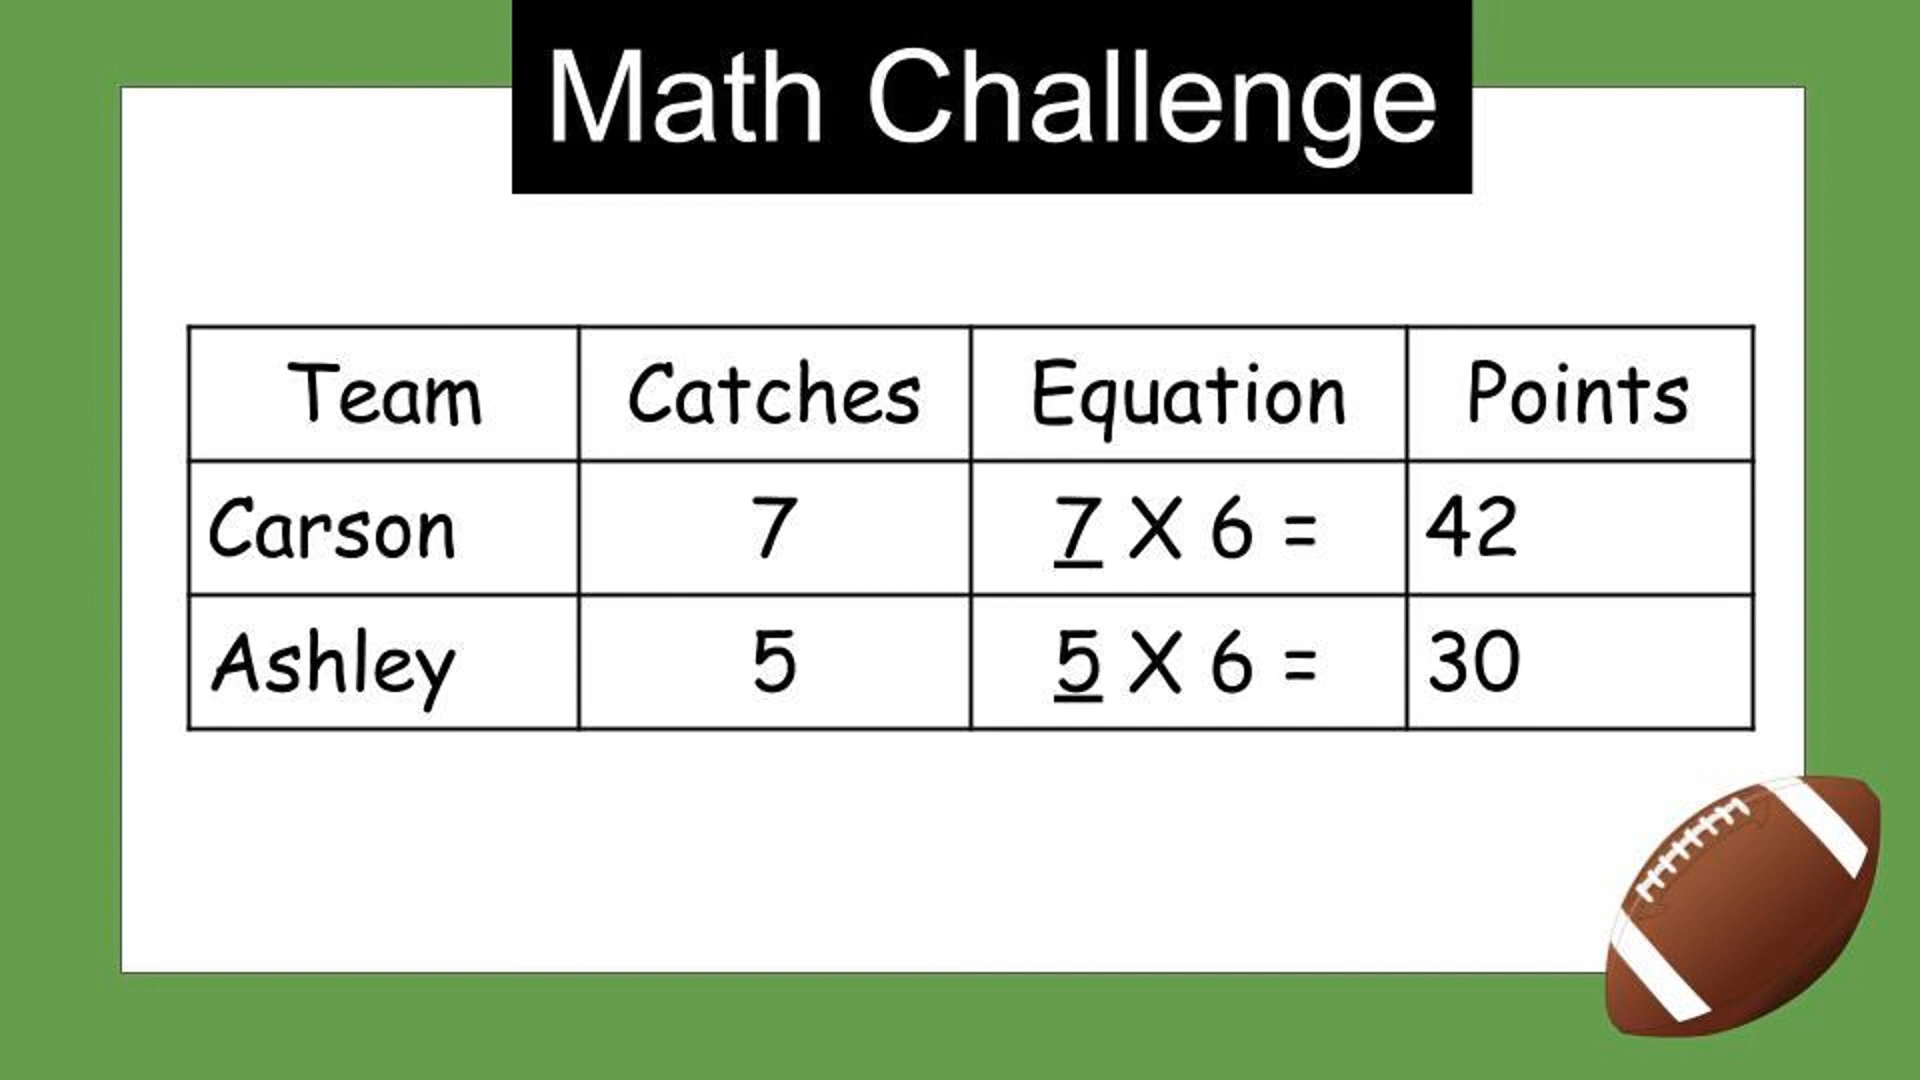 Math Challenge
Team Catches Equation Points
Carson 7 7 X 6 = 42
Ashley 5 5 X 6 = 30